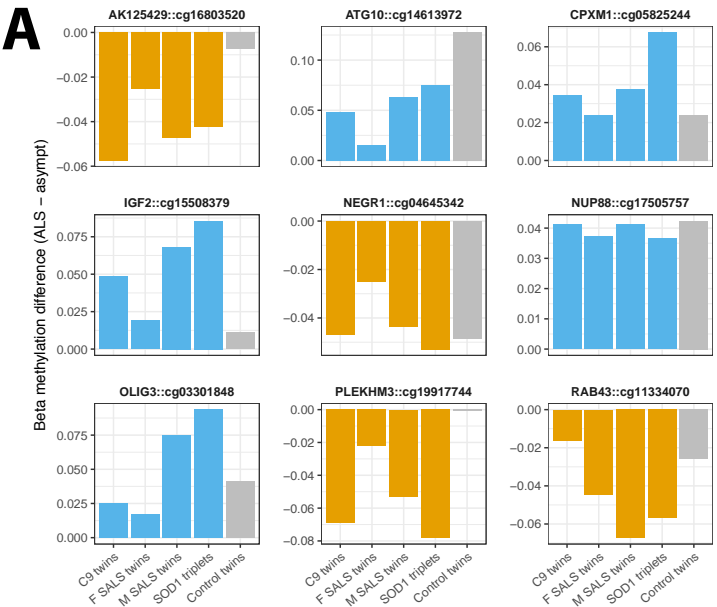 A
Beta methylation difference (ALS − asympt)
AK125429::cg16803520
0.00
−0.02
−0.04
−0.06
ATG10::cg14613972
0.10
0.05
0.00
CPXM1::cg05825244
0.06
0.04
0.02
0.00
IGF2::cg15508379
0.075
0.050
0.025
0.000
NEGR1::cg04645342
0.00
−0.02
−0.04
NUP88::cg17505757
0.04
0.03
0.02
0.01
0.00
OLIG3::cg03301848
0.075
0.050
0.025
0.000
PLEKHM3::cg19917744
0.00
−0.02
−0.04
−0.06
−0.08
RAB43::cg11334070
0.00
−0.02
−0.04
−0.06
C9 twins
F SALS twins
M SALS twins
SOD1 triplets
Control twins
C9 twins
F SALS twins
M SALS twins
SOD1 triplets
Control twins
C9 twins
F SALS twins
M SALS twins
SOD1 triplets
Control twins